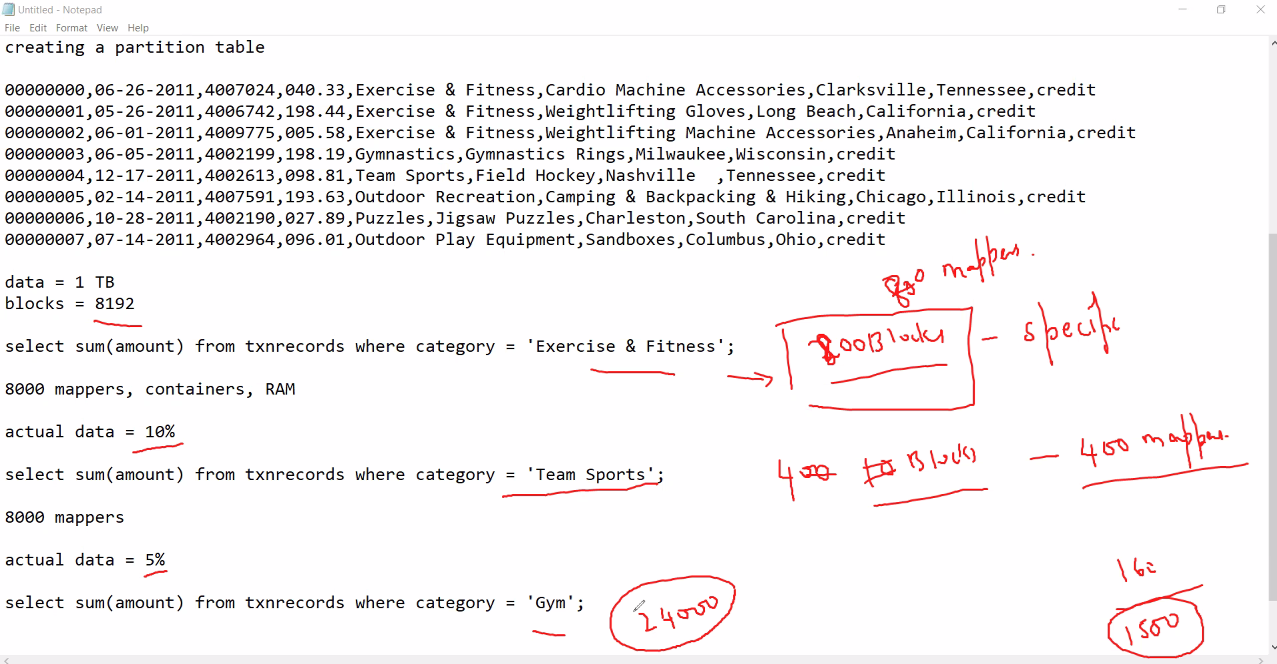 Untitled - Notepad
File Edit Format View Help
creating a partition table
00000000,06-26-2011,4007024,040.33,Exercise & Fitness,Cardio Machine Accessories,Clarksville,Tennessee,credit
00000001,05-26-2011,4006742,198.44,Exercise & Fitness,Weightlifting Gloves,Long Beach,California,credit
00000002,06-01-2011,4009775,005.58,Exercise & Fitness,Weightlifting Machine Accessories,Anaheim,California,credit
00000003,06-05-2011,4002199,198.19,Gymnastics,Gymnastics Rings,Milwaukee,Wisconsin,credit
00000004,12-17-2011,4002613,098.81,Team Sports,Field Hockey,Nashville  ,Tennessee,credit
00000005,02-14-2011,4007591,193.63,Outdoor Recreation,Camping & Backpacking & Hiking,Chicago,Illinois,credit
00000006,10-28-2011,4002190,027.89,Puzzles,Jigsaw Puzzles,Charleston,South Carolina,credit
00000007,07-14-2011,4002964,096.01,Outdoor Play Equipment,Sandboxes,Columbus,Ohio,credit
mappers.
data = 1 TB
blocks = 8192
select sum(amount) from txnrecords where category = 'Exercise & Fitness';
800Blocks - specific
8000 mappers, containers, RAM
actual data = 10%
select sum(amount) from txnrecords where category = 'Team Sports';
400 Blocks - 400 mappers.
8000 mappers
actual data = 5%
select sum(amount) from txnrecords where category = 'Gym';
24000
1500